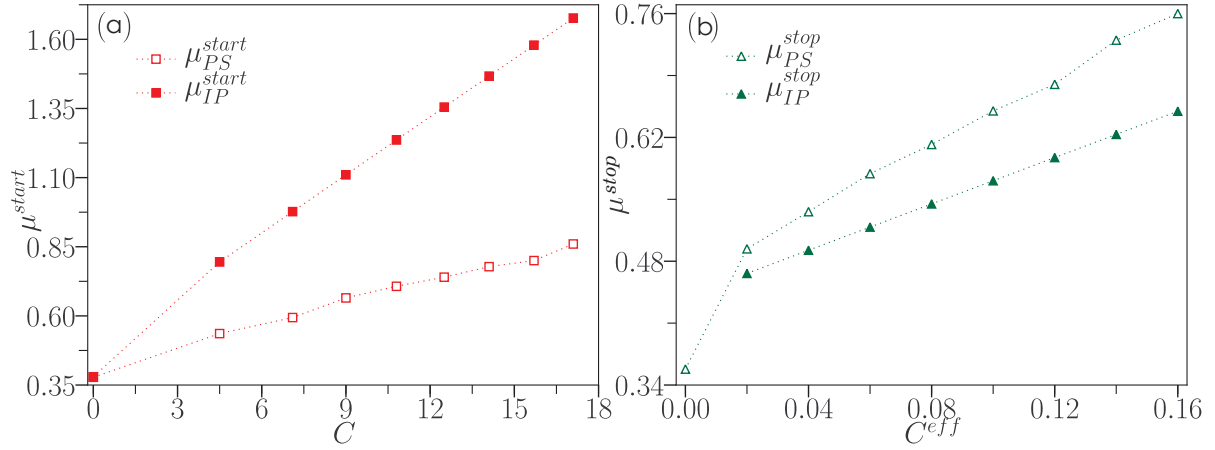 (a)
μ_PS^start
μ_IP^start
1.60
1.35
1.10
0.85
0.60
0.35
μ^start
0 3 6 9 12 15 18
C
(b)
μ_PS^stop
μ_IP^stop
0.76
0.62
0.48
0.34
μ^stop
0.00 0.04 0.08 0.12 0.16
C^eff